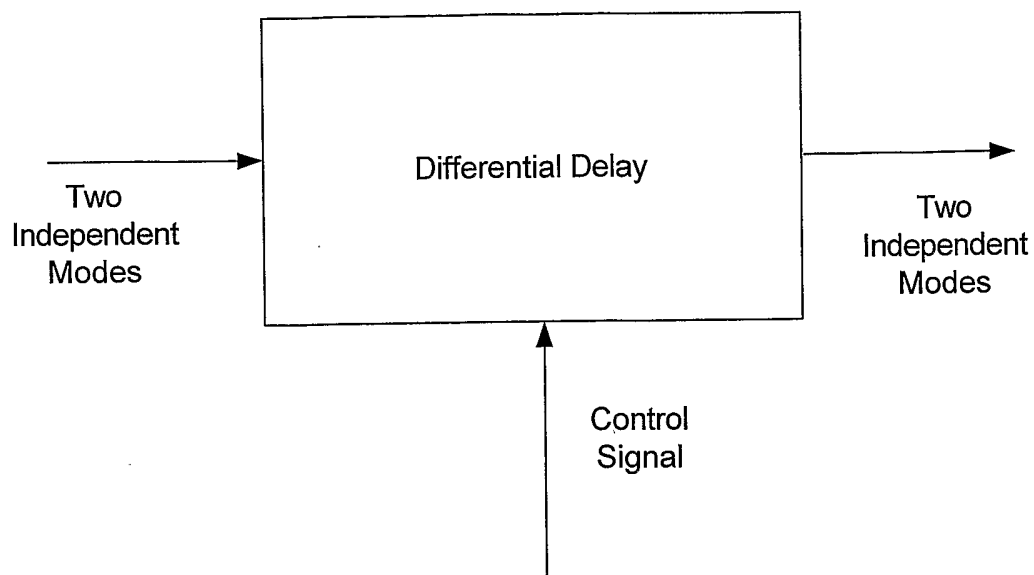 Differential Delay
Two
Independent
Modes
Two
Independent
Modes
Control
Signal